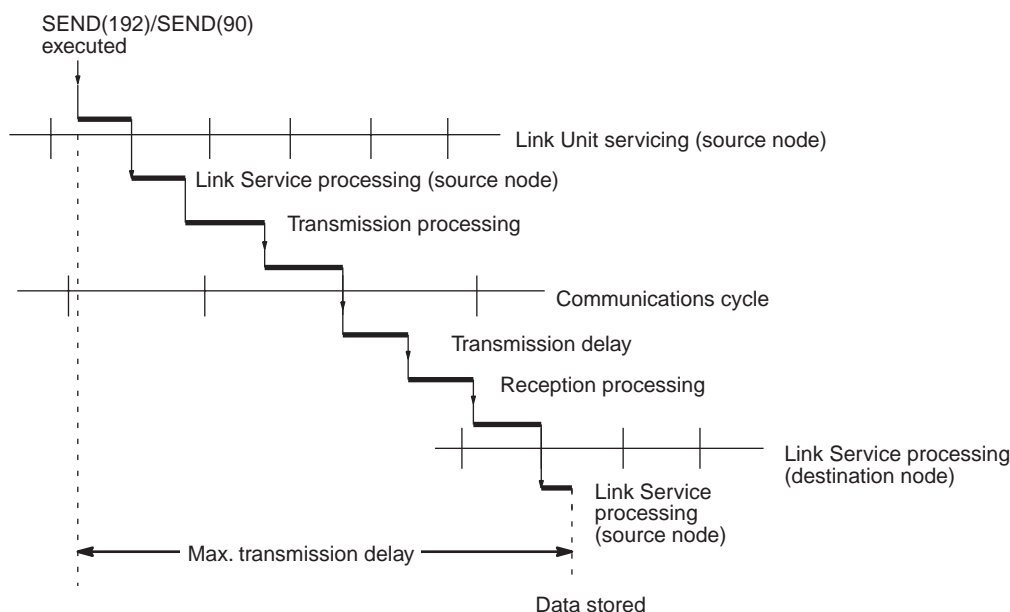 SEND(192)/SEND(90)
executed
Link Unit servicing (source node)
Link Service processing (source node)
Transmission processing
Communications cycle
Transmission delay
Reception processing
Link Service processing
(destination node)
Link Service
processing
(source node)
Max. transmission delay
Data stored